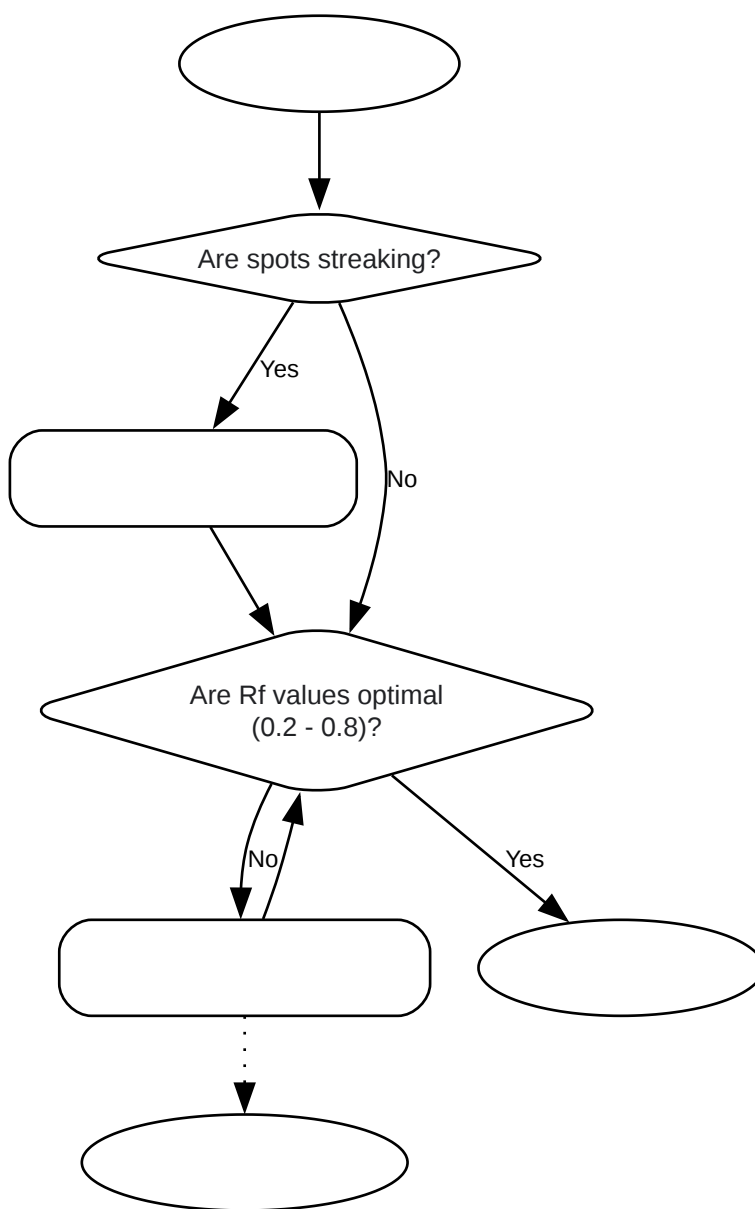 Are spots streaking?
Yes
No
Are Rf values optimal
(0.2 - 0.8)?
No
Yes